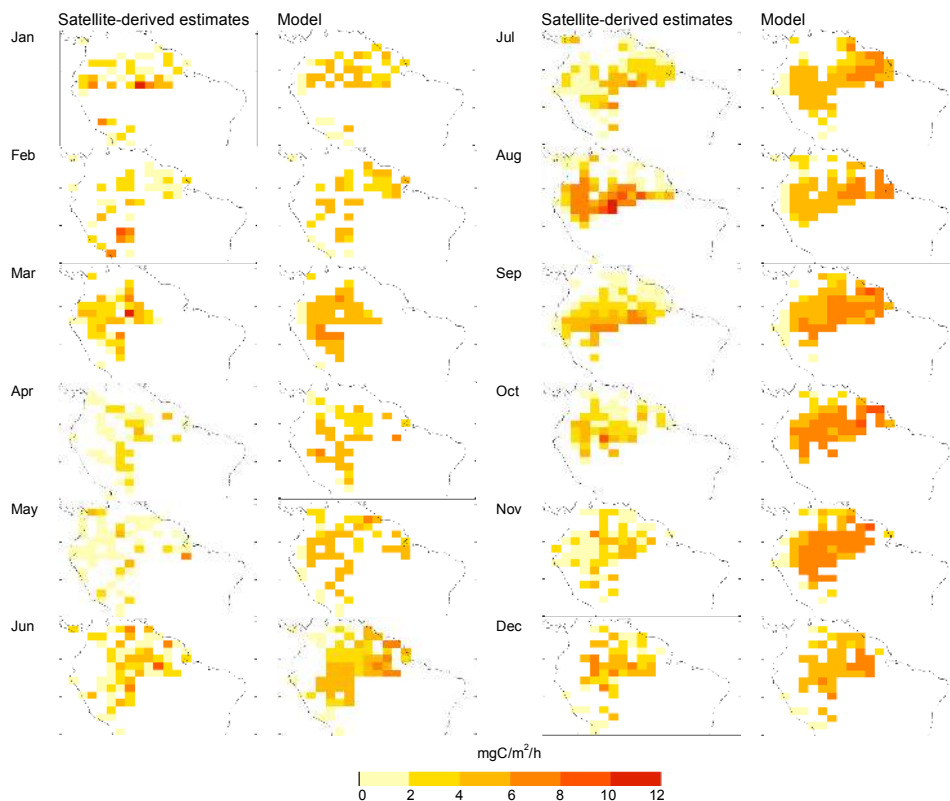 Satellite-derived estimates Model Satellite-derived estimates Model
Jan Jul
Feb Aug
Mar Sep
Apr Oct
May Nov
Jun Dec
mgC/m²/h
0 2 4 6 8 10 12